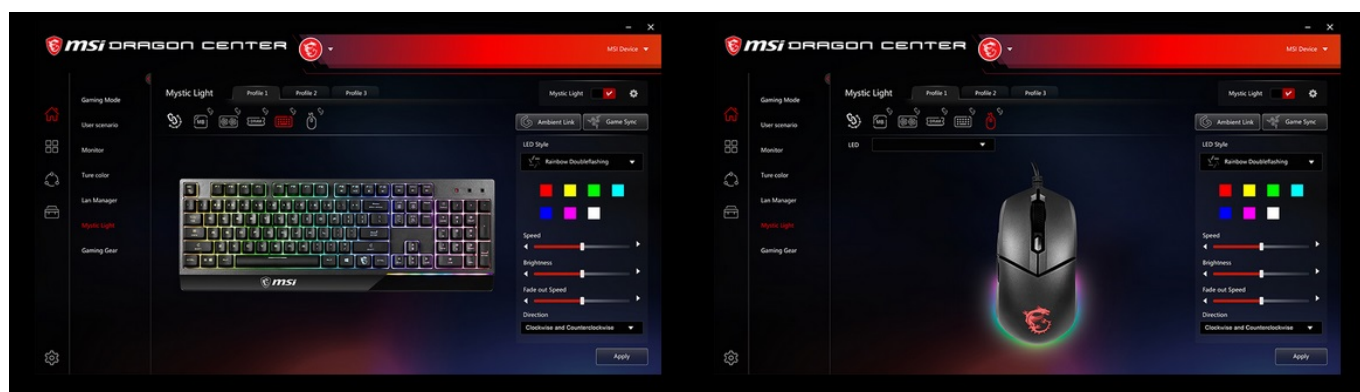 msi DRAGON CENTER
MSI Device
Gaming Mode
User scenario
Monitor
Ture color
Lan Manager
Mystic Light
Gaming Gear
Mystic Light
Profile 1
Profile 2
Profile 3
Mystic Light
MB
Ambient Link
Game Sync
LED Style
Rainbow Doubleflashing
Speed
Brightness
Fade out Speed
Direction
Clockwise and Counterclockwise
Apply
msi
msi DRAGON CENTER
MSI Device
Gaming Mode
User scenario
Monitor
Ture color
Lan Manager
Mystic Light
Gaming Gear
Mystic Light
Profile 1
Profile 2
Profile 3
Mystic Light
MB
LED
Ambient Link
Game Sync
LED Style
Rainbow Doubleflashing
Speed
Brightness
Fade out Speed
Direction
Clockwise and Counterclockwise
Apply